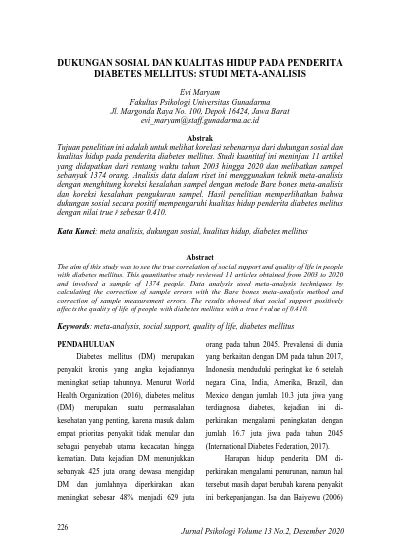 DUKUNGAN SOSIAL DAN KUALITAS HIDUP PADA PENDERITA
DIABETES MELLITUS: STUDI META-ANALISIS
Evi Maryam
Fakultas Psikologi Universitas Gunadarma
Jl. Margonda Raya No. 100, Depok 16424, Jawa Barat
evi_maryam@staff.gunadarma.ac.id
Abstrak
Tujuan penelitian ini adalah untuk melihat korelasi sebenarnya dari dukungan sosial dan
kualitas hidup pada penderita diabetes mellitus. Studi kuantitaf ini meninjau 11 artikel
yang didapatkan dari rentang waktu tahun 2003 hingga 2020 dan melibatkan sampel
sebanyak 1374 orang. Analisis data dalam riset ini menggunakan teknik meta-analisis
dengan menghitung koreksi kesalahan sampel dengan metode Bare bones meta-analysis
dan koreksi kesalahan pengukuran sampel. Hasil penelitian memperlihatkan bahwa
dukungan sosial secara positif mempengaruhi kualitas hidup penderita diabetes melitus
dengan nilai true r̄ sebesar 0.410.
Kata Kunci: meta analisis, dukungan sosial, kualitas hidup, diabetes mellitus
Abstract
The aim of this study was to see the true correlation of social support and quality of life in people
with diabetes mellitus. This quantitative study reviewed 11 articles obtained from 2003 to 2020
and involved a sample of 1374 people. Data analysis used meta-analysis techniques by
calculating the correction of sample errors with the Bare bones meta-analysis method and
correction of sample measurement errors. The results showed that social support positively
affects the quality of life of people with diabetes mellitus with a true r̄ value of 0.410.
Keywords: meta-analysis, social support, quality of life, diabetes mellitus
PENDAHULUAN
Diabetes mellitus (DM) merupakan
penyakit kronis yang angka kejadiannya
meningkat setiap tahunnya. Menurut World
Health Organization (2016), diabetes melitus
(DM) merupakan suatu permasalahan
kesehatan yang penting, karena masuk dalam
empat prioritas penyakit tidak menular dan
sebagai penyebab utama kecacatan hingga
kematian. Data kejadian DM menunjukkan
sebanyak 425 juta orang dewasa mengidap
DM dan jumlahnya diperkirakan akan
meningkat sebesar 48% menjadi 629 juta
orang pada tahun 2045. Prevalensi di dunia
yang berkaitan dengan DM pada tahun 2017,
Indonesia menduduki peringkat ke 6 setelah
negara Cina, India, Amerika, Brazil, dan
Mexico dengan jumlah 10.3 juta jiwa yang
terdiagnosa diabetes, kejadian ini di-
perkirakan mengalami peningkatan dengan
jumlah 16.7 juta jiwa pada tahun 2045
(International Diabetes Federation, 2017).
Harapan hidup penderita DM di-
perkirakan mengalami penurunan, namun hal
tersebut masih dapat berubah karena penyakit
ini berkepanjangan. Isa dan Baiyewu (2006)
226
Jurnal Psikologi Volume 13 No.2, Desember 2020